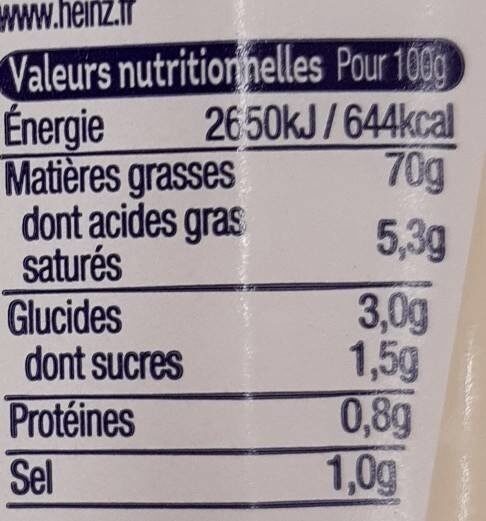 www.heinz.fr
Valeurs nutritionnelles Pour 100g
Énergie 2650kJ / 644kcal
Matières grasses 70g
dont acides gras
saturés 5,3g
Glucides 3,0g
dont sucres 1,5g
Protéines 0,8g
Sel 1,0g